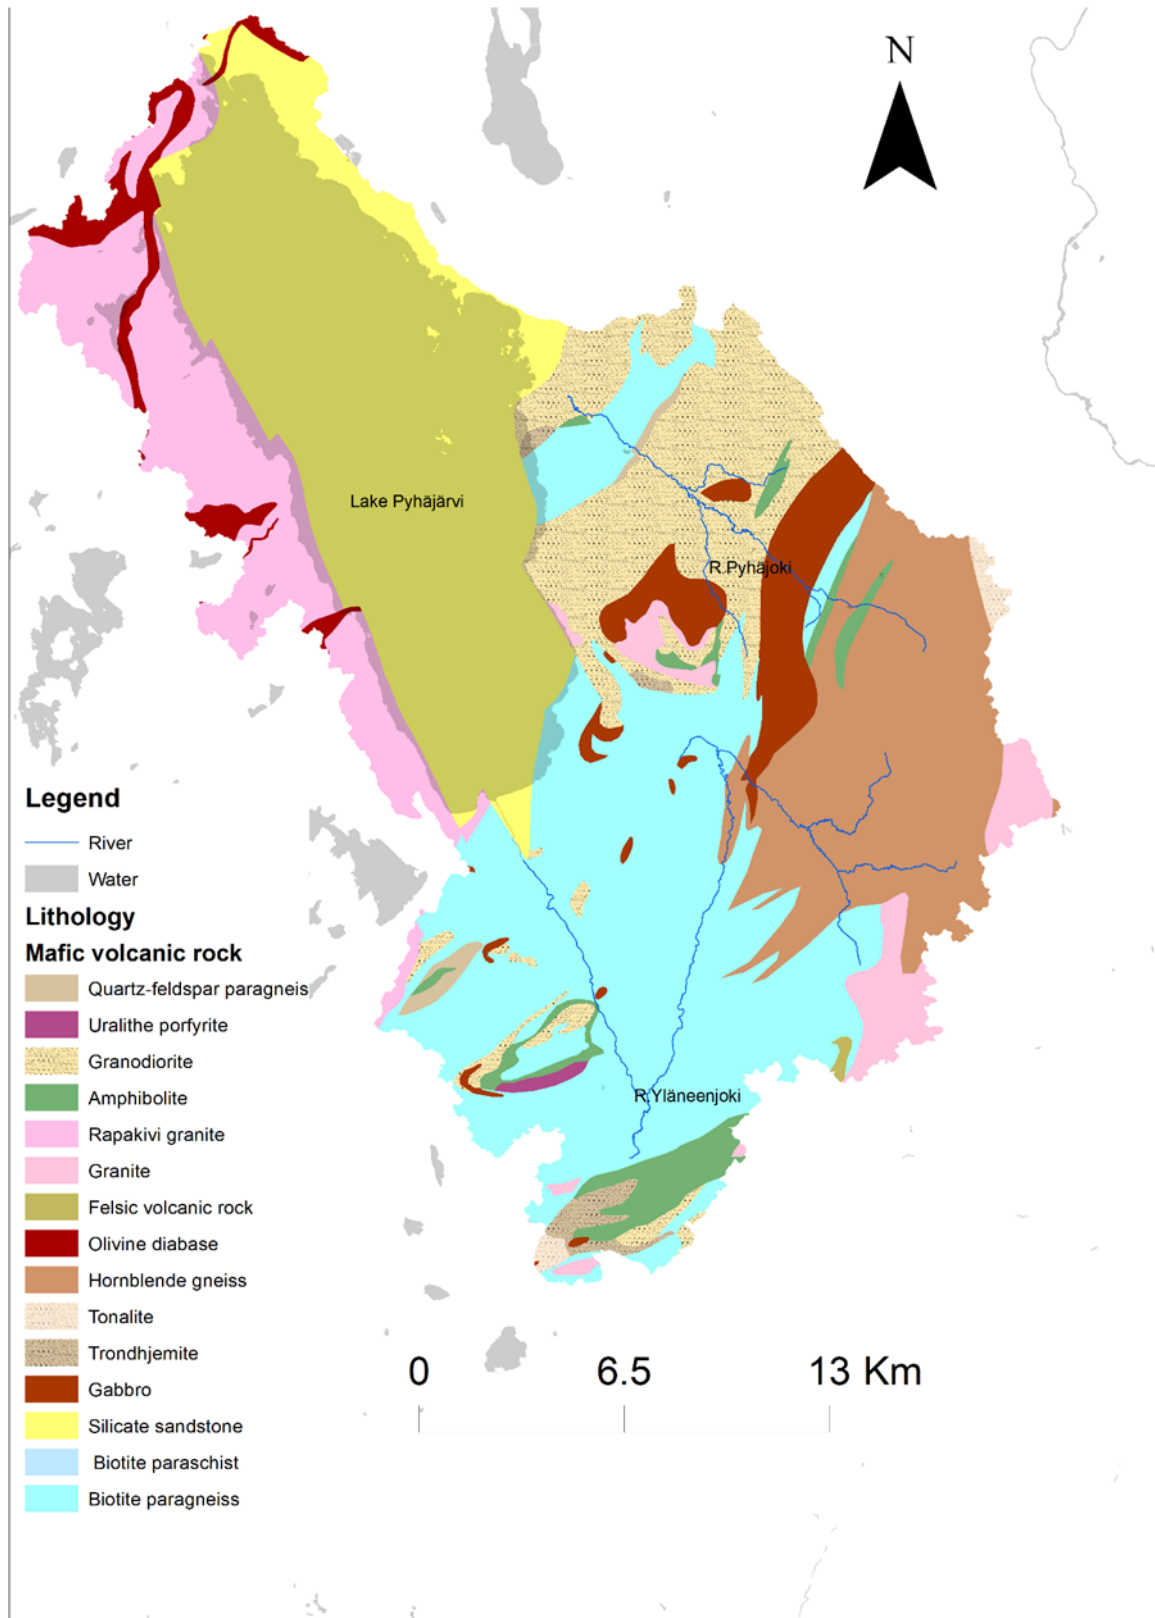 N
Lake Pyhäjärvi
R.Pyhäjoki
Legend
River
Water
Lithology
Mafic volcanic rock
Quartz-feldspar paragneis
Uralithe porfyrite
Granodiorite
Amphibolite
Rapakivi granite
Granite
Felsic volcanic rock
Olivine diabase
Hornblende gneiss
Tonalite
Trondhjemite
Gabbro
Silicate sandstone
Biotite paraschist
Biotite paragneiss
R.Yläneenjoki
0 6.5 13 Km